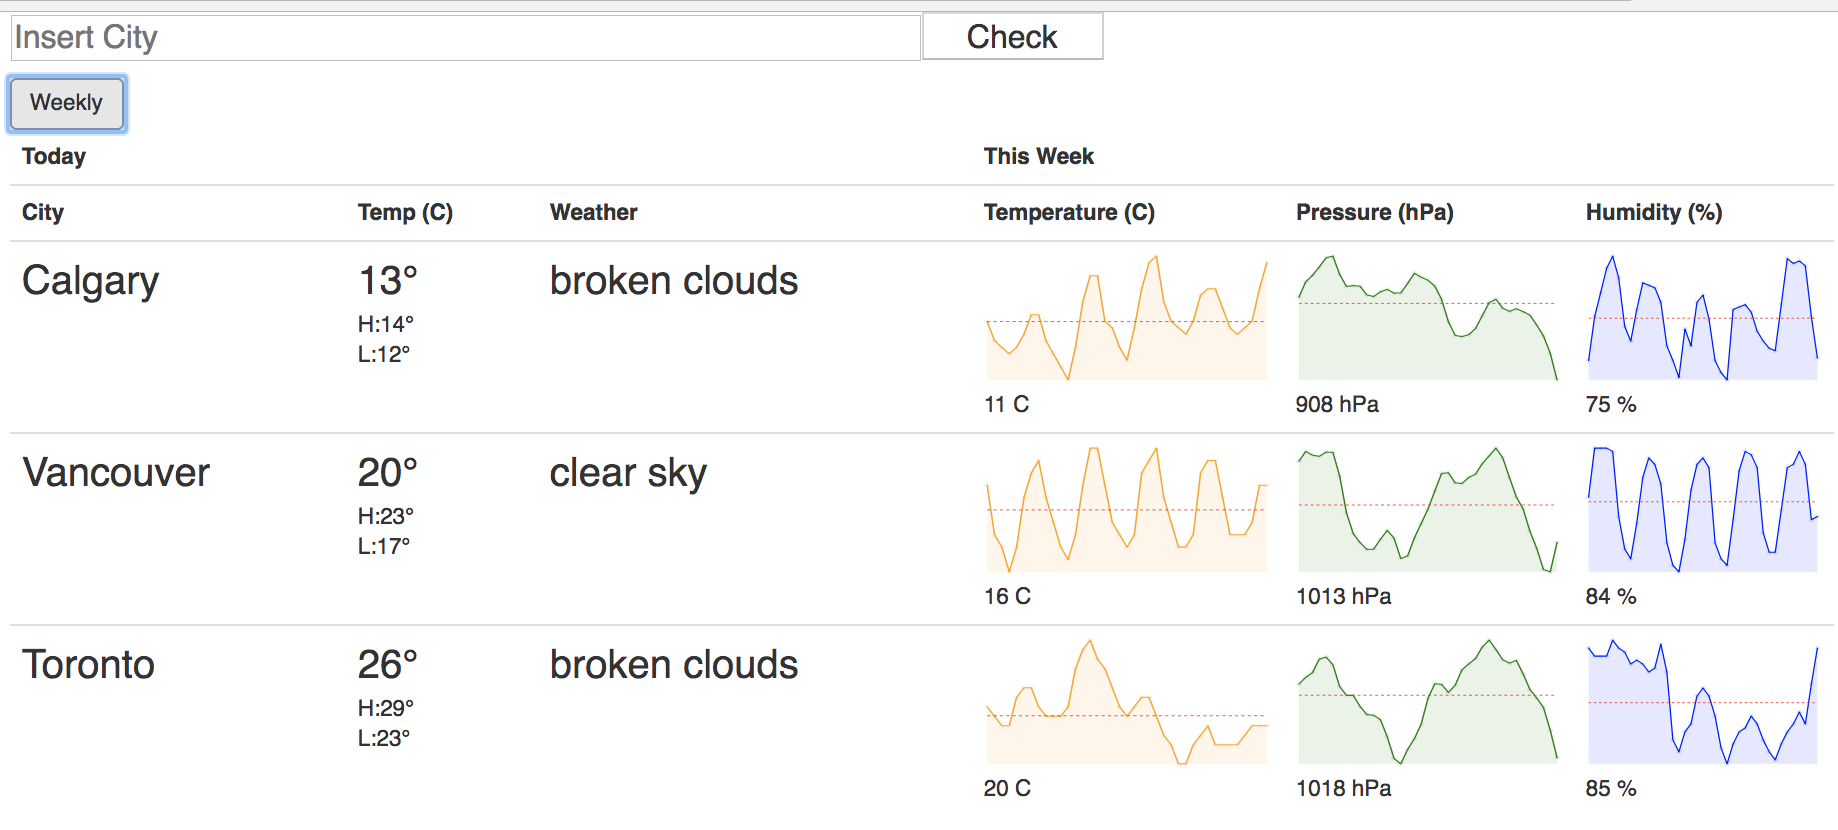 Insert City Check
Weekly
Today This Week
City Temp (C) Weather Temperature (C) Pressure (hPa) Humidity (%)
Calgary 13° broken clouds
H:14°
L:12°
11 C 908 hPa 75 %
Vancouver 20° clear sky
H:23°
L:17°
16 C 1013 hPa 84 %
Toronto 26° broken clouds
H:29°
L:23°
20 C 1018 hPa 85 %